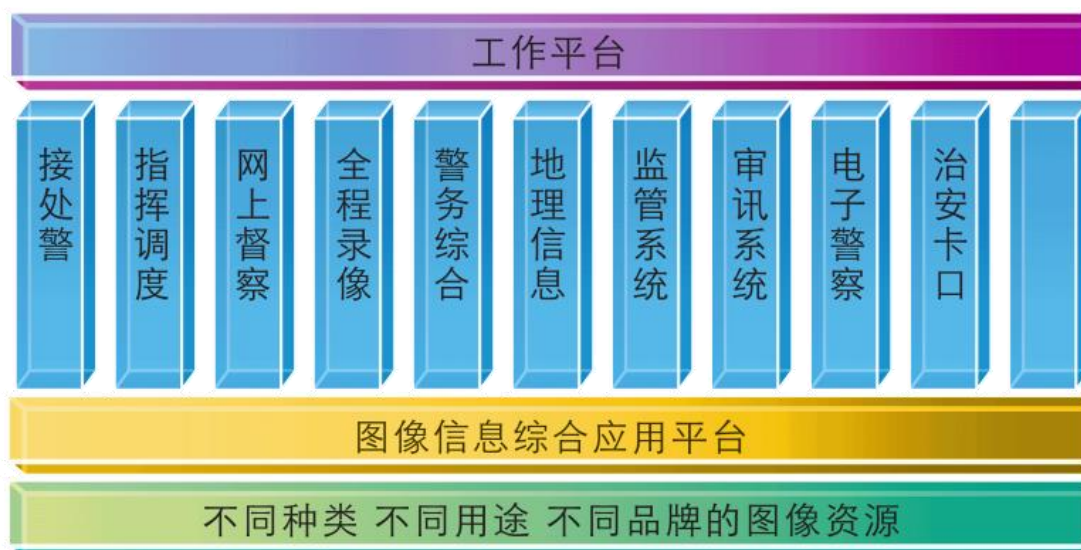 工作平台
接处警
指挥调度
网上督察
全程录像
警务综合
地理信息
监管系统
审讯系统
电子警察
治安卡口
图像信息综合应用平台
不同种类 不同用途 不同品牌的图像资源